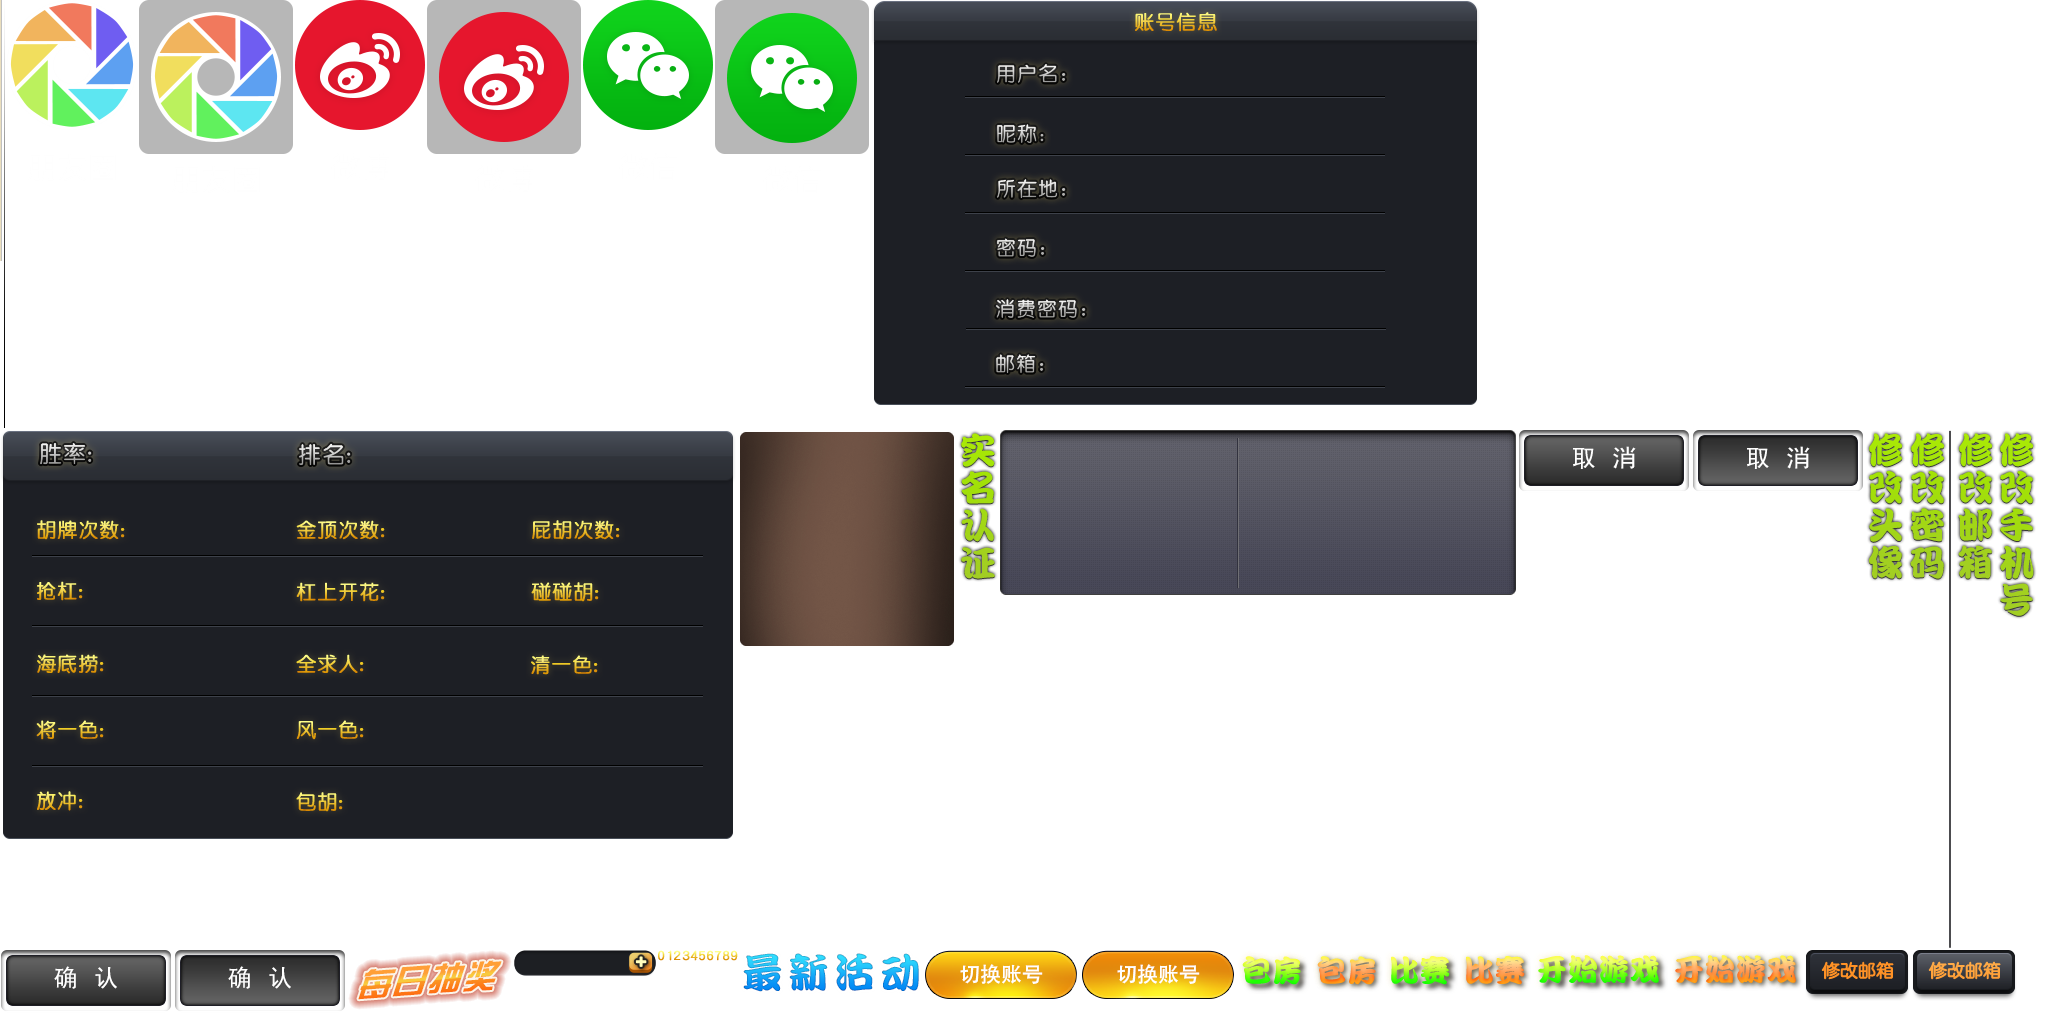 账号信息
用户名:
昵称:
所在地:
密码:
消费密码:
邮箱:
胜率: 排名:
胡牌次数: 金顶次数: 屁胡次数:
抢杠: 杠上开花: 碰碰胡:
海底捞: 全求人: 清一色:
将一色: 风一色:
放冲: 包胡:
实名认证
取 消
取 消
修改头像
修改密码
修改邮箱
修改手机号
确 认
确 认
每日抽奖
0123456789
最新活动
切换账号
切换账号
包房
包房
比赛
比赛
开始游戏
开始游戏
修改邮箱
修改邮箱